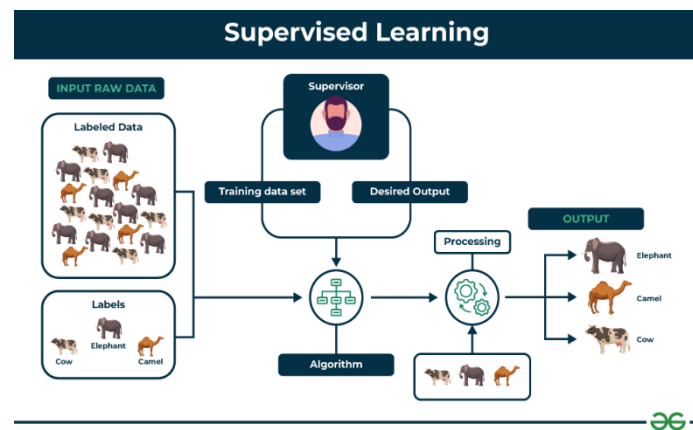 Supervised Learning
INPUT RAW DATA
Labeled Data
Labels
Cow
Elephant
Camel
Supervisor
Training data set
Desired Output
Algorithm
Processing
OUTPUT
Elephant
Camel
Cow